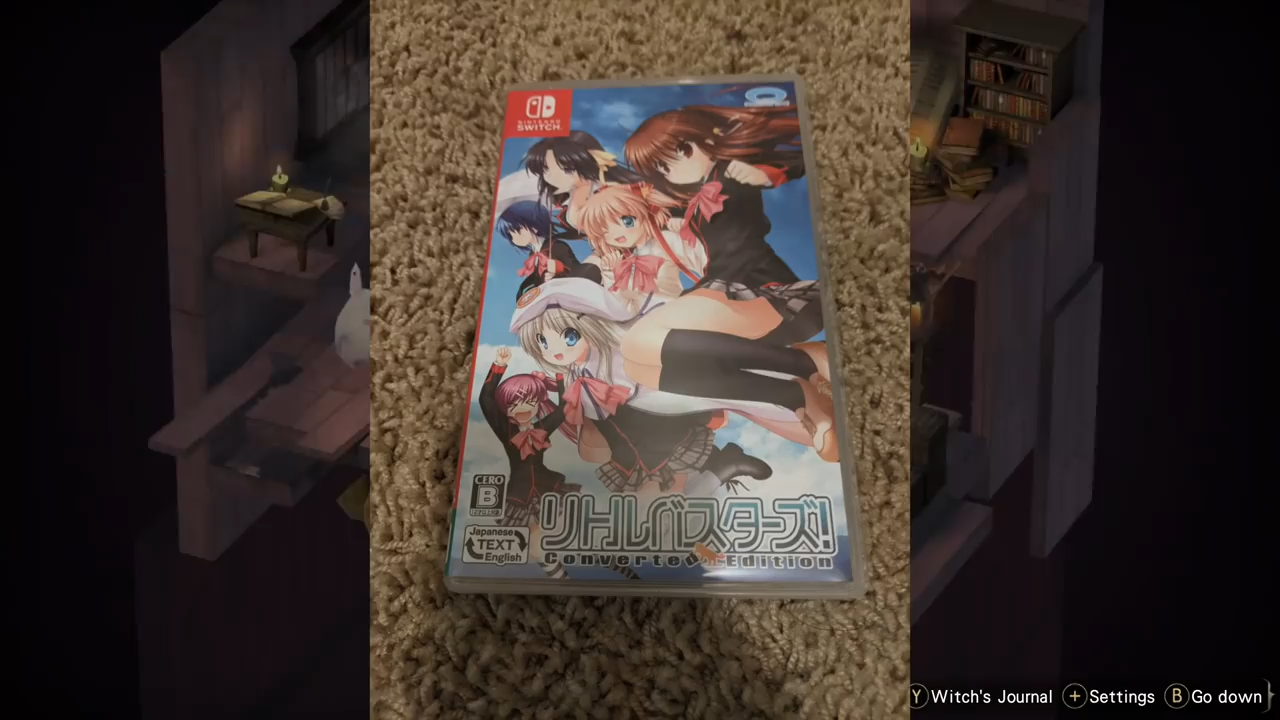 NINTENDO
SWITCH
CERO
B
リトルバスターズ!
Converted Edition
Japanese
TEXT
English
Y Witch's Journal + Settings B Go down